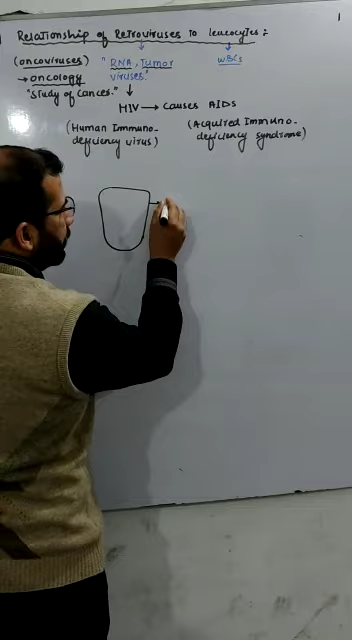 1
Relationship of Retroviruses to leucocytes:
(oncoviruses) "RNA, Tumor WBCs
→ oncology viruses."
"Study of Cancer."
HIV → Causes AIDS
(Human Immuno- (Acquired Immuno-
deficiency virus) deficiency syndrome)